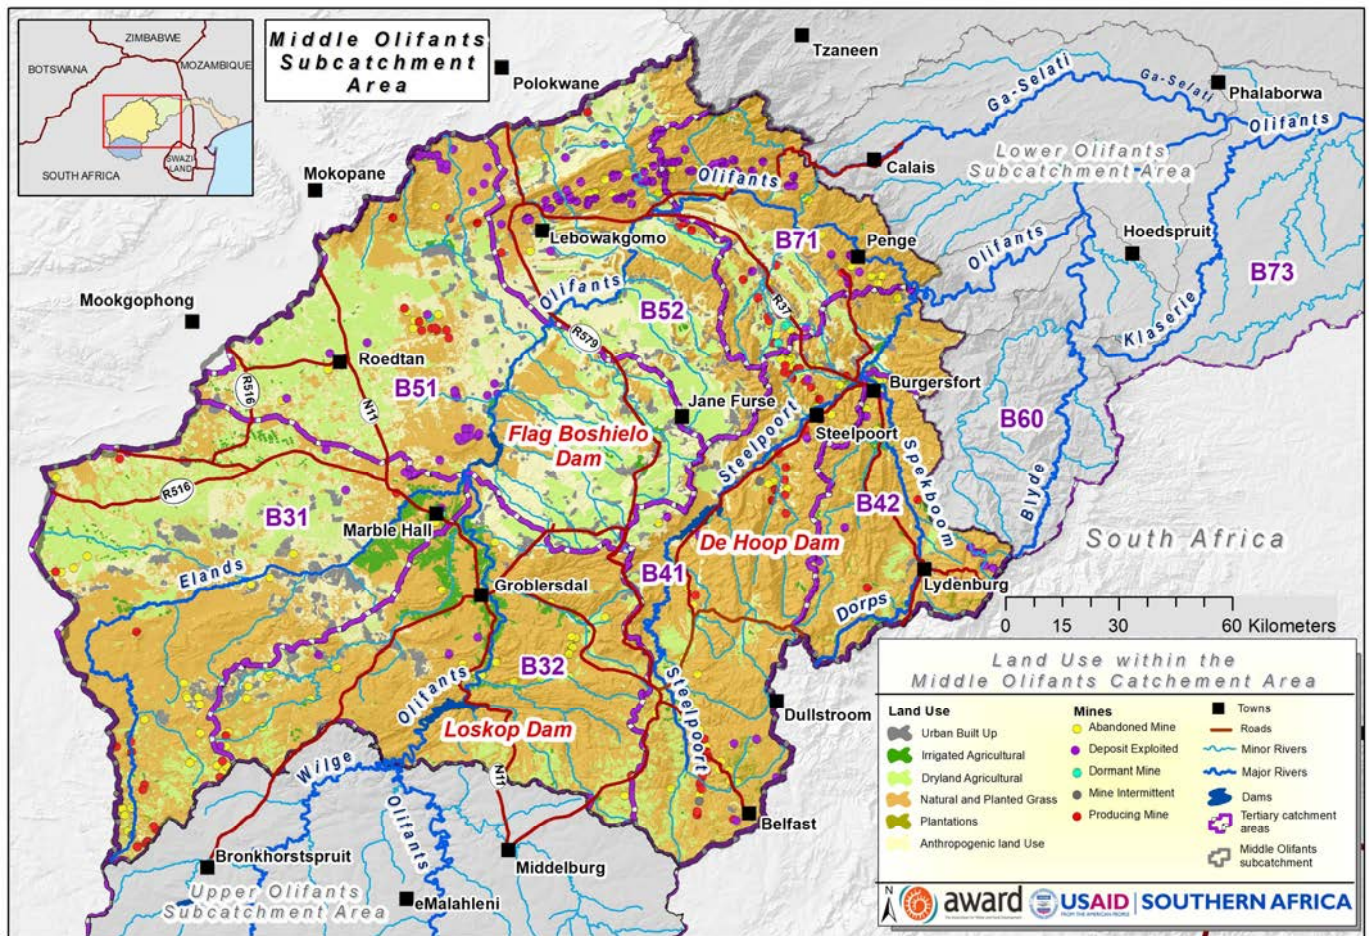 Middle Olifants
Subcatchment
Area
ZIMBABWE
BOTSWANA
MOZAMBIQUE
SWAZI
LAND
SOUTH AFRICA
Polokwane
Tzaneen
Phalaborwa
Ga-Selati
Ga-Selati
Olifants
Calais
Lower Olifants
Subcatchment Area
Mokopane
Olifants
Lebowakgomo
B71
Penge
Hoedspruit
Olifants
B73
Mookgophong
Olifants
B52
R37
Klaserie
R579
Roedtan
B51
R516
N11
Jane Furse
Burgersfort
Steelpoort
Steelpoort
B60
Flag Boshielo
Dam
Spekboom
Blyde
R516
B31
Marble Hall
B42
De Hoop Dam
South Africa
Elands
Groblersdal
B41
Lydenburg
Dorps
B32
Olifants
Steelpoort
Dullstroom
Loskop Dam
Wilge
N11
Olifants
Belfast
Bronkhorstspruit
Middelburg
Upper Olifants
Subcatchment Area
eMalahleni
0 15 30 60 Kilometers
Land Use within the
Middle Olifants Catchement Area
Land Use
Urban Built Up
Irrigated Agricultural
Dryland Agricultural
Natural and Planted Grass
Plantations
Anthropogenic land Use
Mines
Abandoned Mine
Deposit Exploited
Dormant Mine
Mine Intermittent
Producing Mine
Towns
Roads
Minor Rivers
Major Rivers
Dams
Tertiary catchment
areas
Middle Olifants
subcatchment
N
award
USAID
FROM THE AMERICAN PEOPLE
SOUTHERN AFRICA